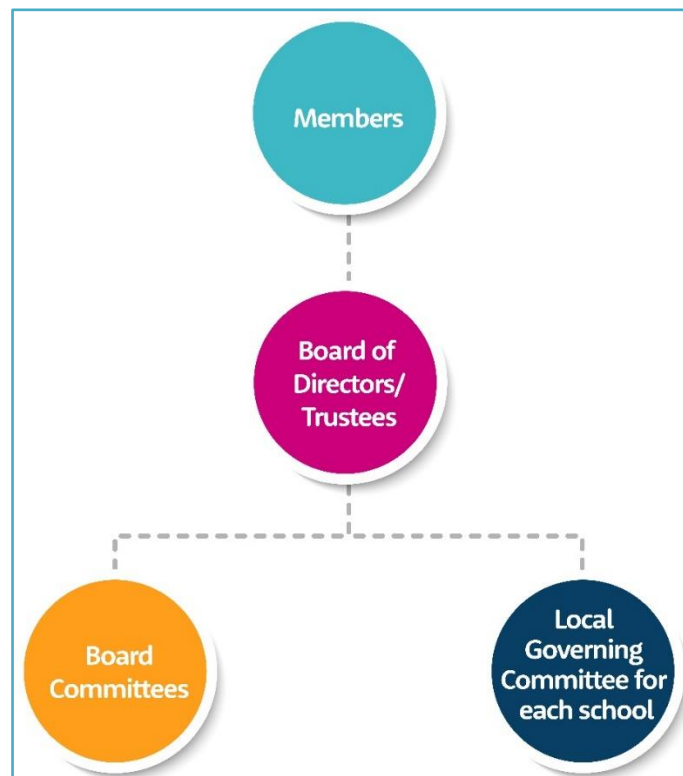 Members
Board of
Directors/
Trustees
Board
Committees
Local
Governing
Committee for
each school